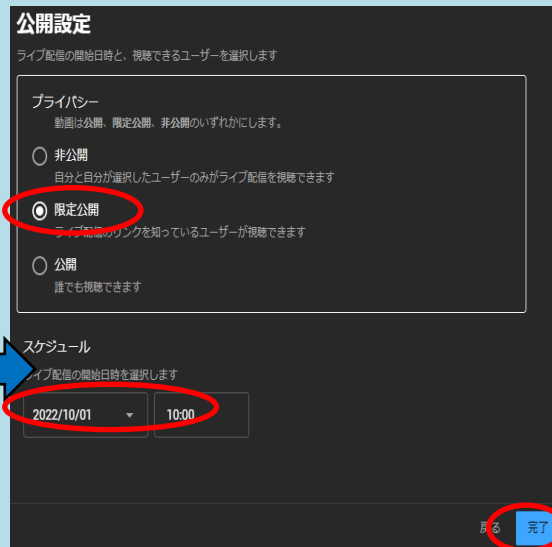 公開設定
ライブ配信の開始日時と、視聴できるユーザーを選択します
プライバシー
動画は公開、限定公開、非公開のいずれかにします。
非公開
自分と自分が選択したユーザーのみがライブ配信を視聴できます
限定公開
ライブ配信のリンクを知っているユーザーが視聴できます
公開
誰でも視聴できます
スケジュール
ライブ配信の開始日時を選択します
2022/10/01 10:00
戻る 完了